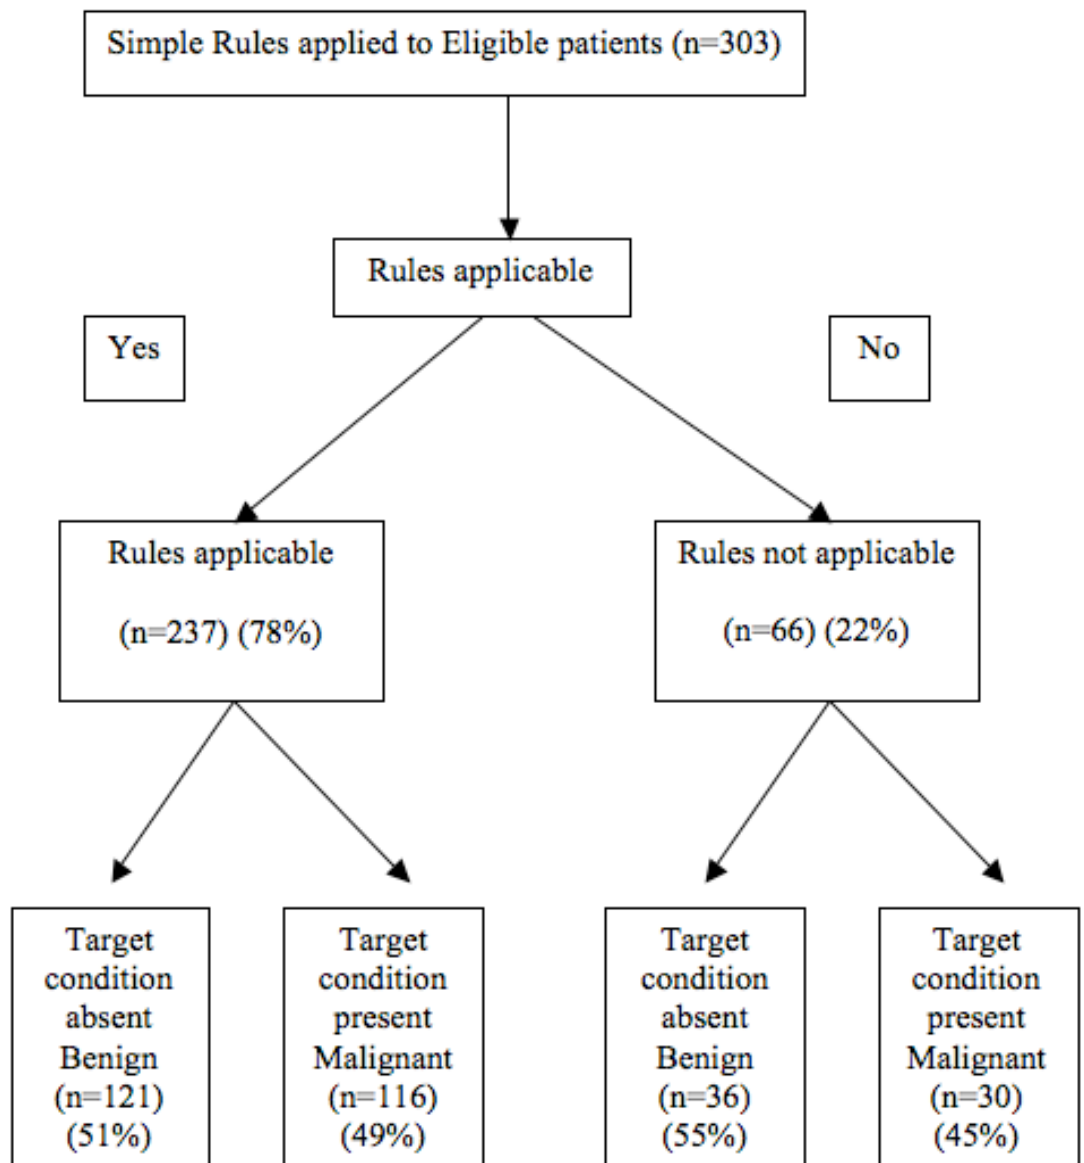 Simple Rules applied to Eligible patients (n=303)
Rules applicable
Yes
No
Rules applicable
(n=237) (78%)
Rules not applicable
(n=66) (22%)
Target
condition
absent
Benign
(n=121)
(51%)
Target
condition
present
Malignant
(n=116)
(49%)
Target
condition
absent
Benign
(n=36)
(55%)
Target
condition
present
Malignant
(n=30)
(45%)